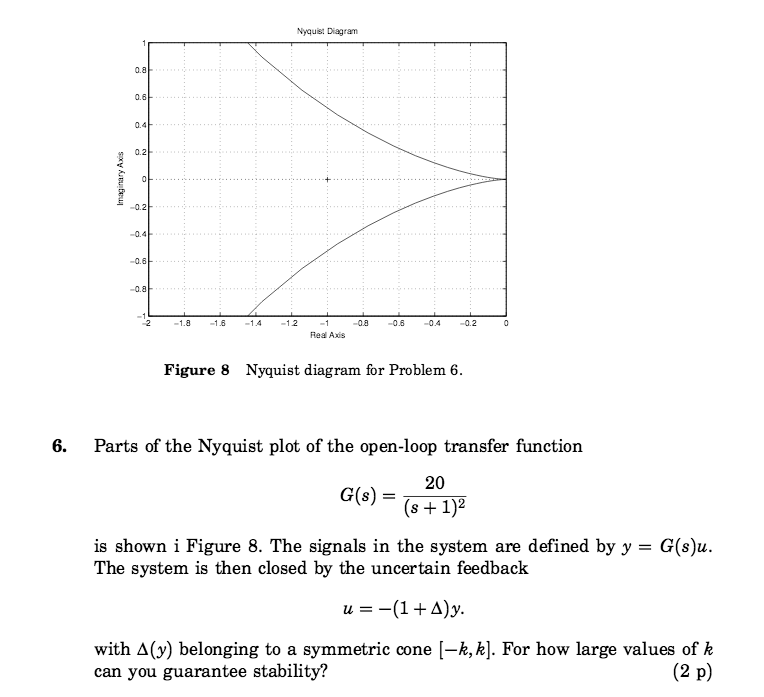 Nyquist Diagram
1
0.8
0.6
0.4
0.2
0
−0.2
−0.4
−0.6
−0.8
−1
Imaginary Axis
−2 −1.8 −1.6 −1.4 −1.2 −1 −0.8 −0.6 −0.4 −0.2 0
Real Axis
Figure 8 Nyquist diagram for Problem 6.
6. Parts of the Nyquist plot of the open-loop transfer function
G(s) = 20 / (s + 1)²
is shown i Figure 8. The signals in the system are defined by y = G(s)u.
The system is then closed by the uncertain feedback
u = −(1 + Δ)y.
with Δ(y) belonging to a symmetric cone [−k, k]. For how large values of k
can you guarantee stability? (2 p)